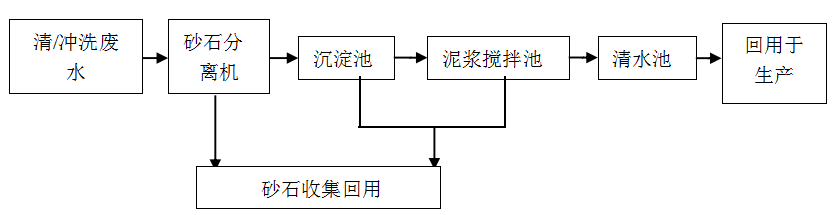 清/冲洗废
水
砂石分
离机
沉淀池
泥浆搅拌池
清水池
回用于
生产
砂石收集回用